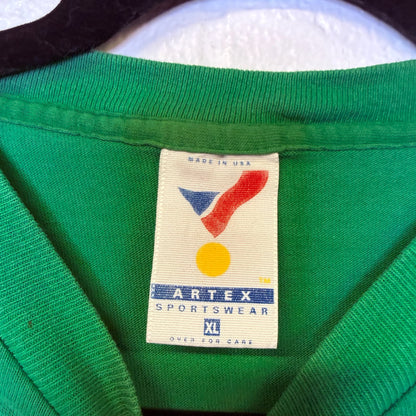 MADE IN USA
™
ARTEX
SPORTSWEAR
XL
OVER FOR CARE